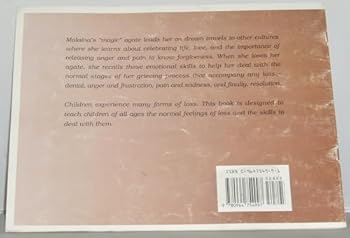 Malaina's "magic" agate leads her on dream travels to other cultures
where she learns about celebrating life, love, and the importance of
releasing anger and pain to know forgiveness. When she loses her
agate, she recalls those emotional skills to help her deal with the
normal stages of her grieving process that accompany any loss:
denial, anger and frustration, pain and sadness, and finally, resolution.
Children experience many forms of loss. This book is designed to
teach children of all ages the normal feelings of loss and the skills to
deal with them.
ISBN